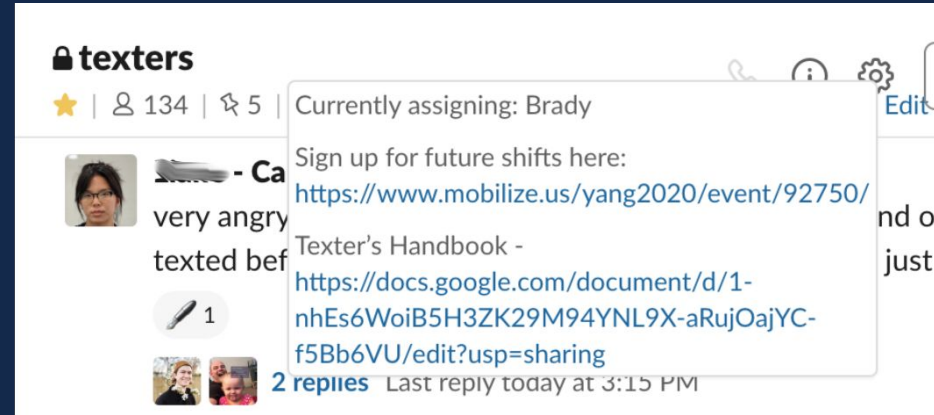 texters
134 | 5 |
Currently assigning: Brady
Edit
Sign up for future shifts here:
https://www.mobilize.us/yang2020/event/92750/
- Ca
very angry
nd o
Texter's Handbook -
texted bef
just
https://docs.google.com/document/d/1-
nhEs6WoiB5H3ZK29M94YNL9X-aRujOajYC-
f5Bb6VU/edit?usp=sharing
1
2 replies Last reply today at 3:15 PM